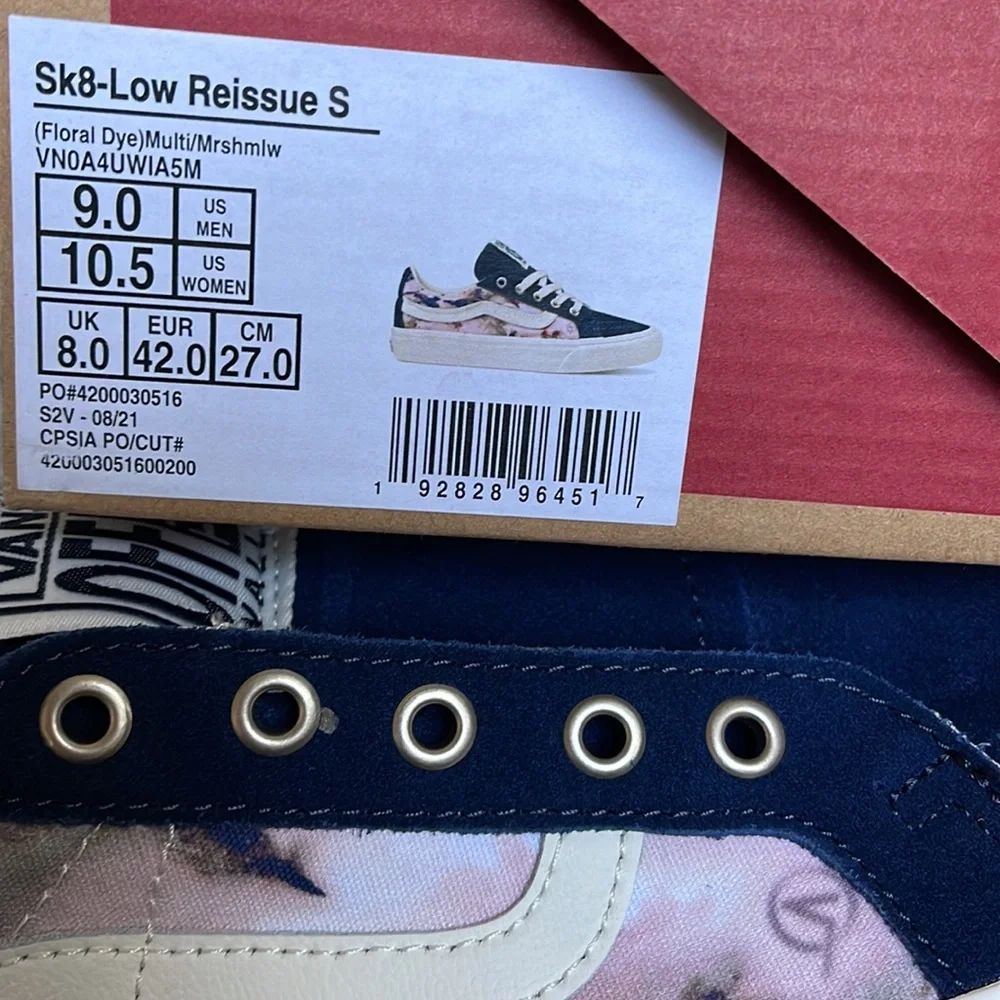 Sk8-Low Reissue S
(Floral Dye)Multi/Mrshmlw
VN0A4UWIA5M
9.0 US MEN
10.5 US WOMEN
UK EUR CM
8.0 42.0 27.0
PO#4200030516
S2V - 08/21
CPSIA PO/CUT#
420003051600200
1 92828 96451 7
VAN